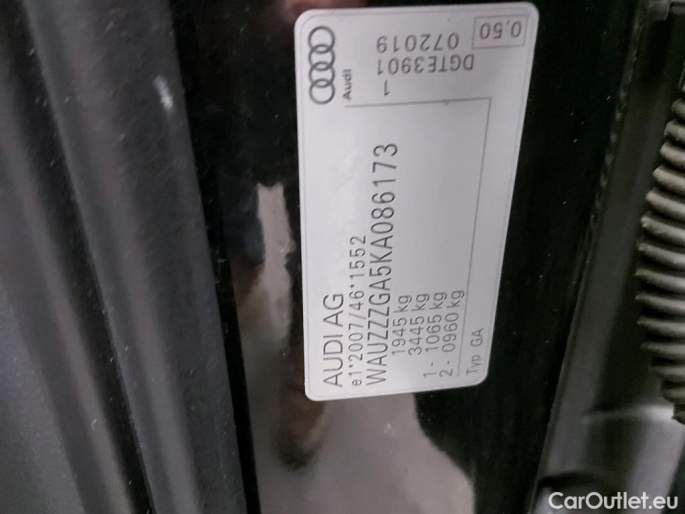 AUDI AG
e1*2007/46*1552
WAUZZZGA5KA086173
1945 kg
3445 kg
1- 1065 kg
2- 0960 kg
Typ GA
Audi
1
DGTE3901
072019
0,50
CarOutlet.eu